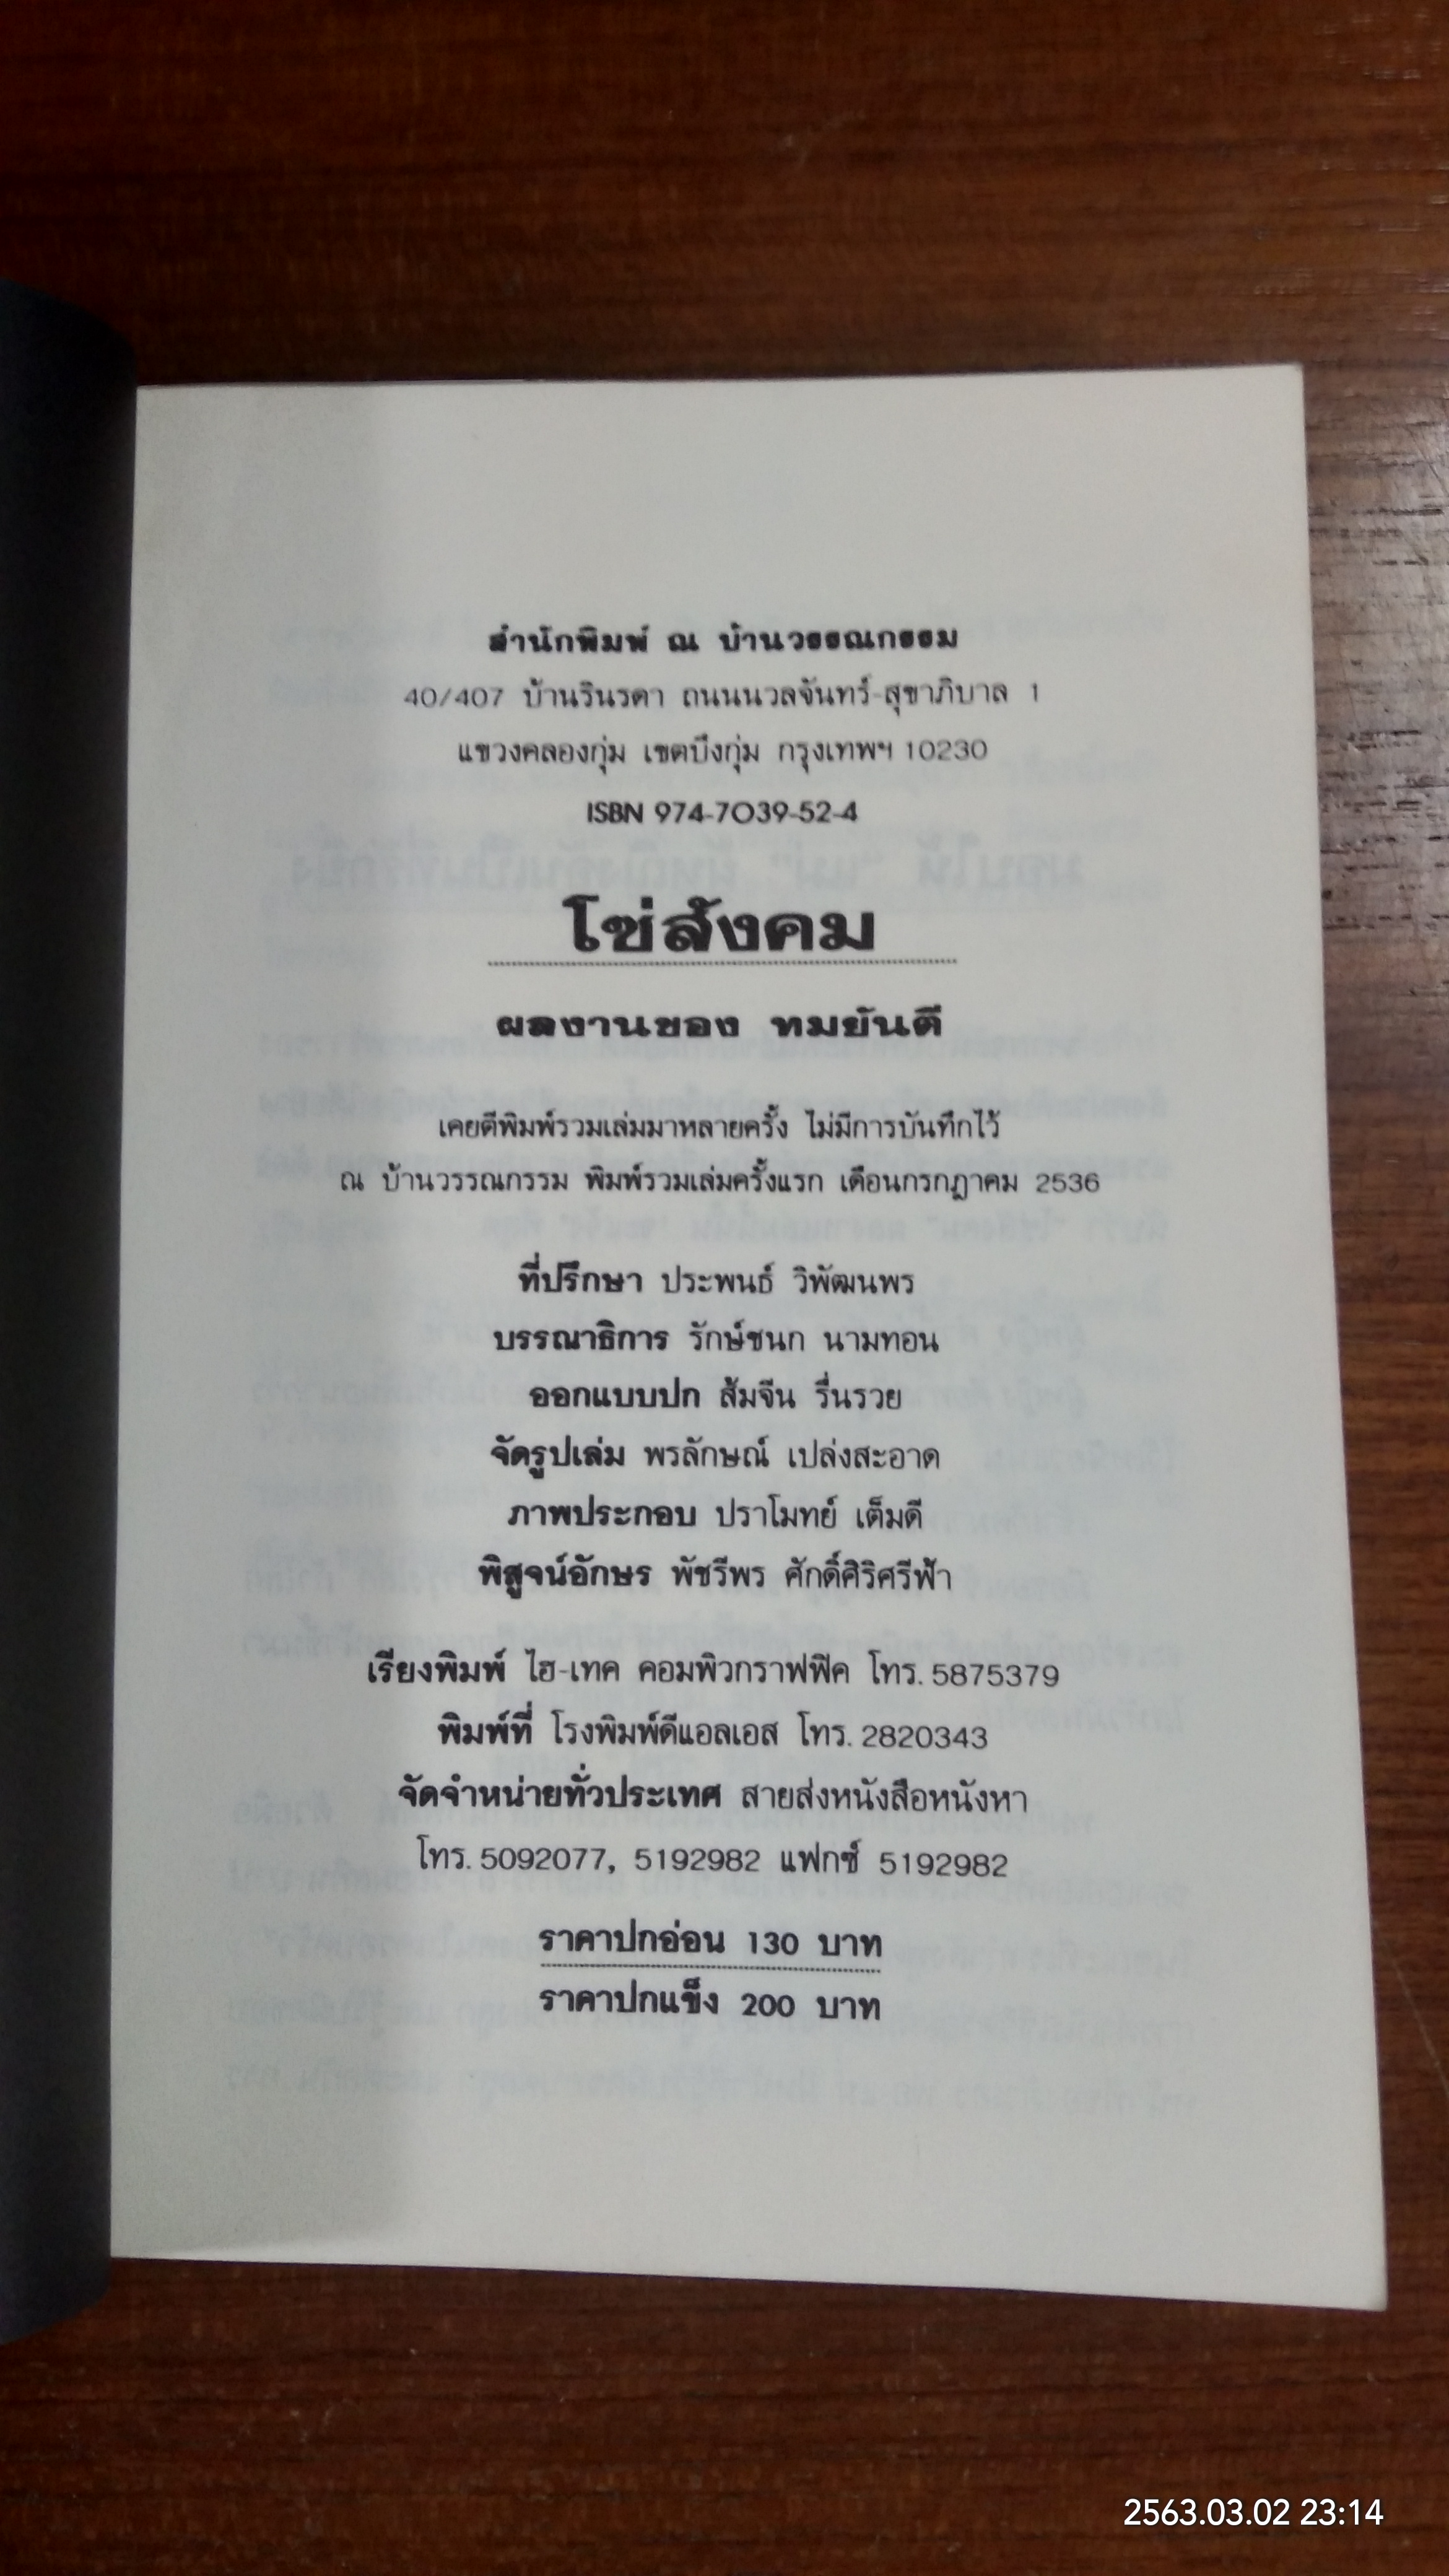 สำนักพิมพ์ ณ บ้านวรรณกรรม
40/407 บ้านรินรดา ถนนนวลจันทร์-สุขาภิบาล 1
แขวงคลองกุ่ม เขตบึงกุ่ม กรุงเทพฯ 10230
ISBN 974-7039-52-4
โซ่สังคม
ผลงานของ ทมยันตี
เคยตีพิมพ์รวมเล่มมาหลายครั้ง ไม่มีการบันทึกไว้
ณ บ้านวรรณกรรม พิมพ์รวมเล่มครั้งแรก เดือนกรกฎาคม 2536
ที่ปรึกษา ประพนธ์ วิพัฒนพร
บรรณาธิการ รักษ์ชนก นามทอน
ออกแบบปก ส้มจีน รื่นรวย
จัดรูปเล่ม พรลักษณ์ เปล่งสะอาด
ภาพประกอบ ปราโมทย์ เต็มดี
พิสูจน์อักษร พัชรีพร ศักดิ์ศิริศรีฟ้า
เรียงพิมพ์ ไฮ-เทค คอมพิวกราฟฟิค โทร. 5875379
พิมพ์ที่ โรงพิมพ์ดีแอลเอส โทร. 2820343
จัดจำหน่ายทั่วประเทศ สายส่งหนังสือหนังหา
โทร. 5092077, 5192982 แฟกซ์ 5192982
ราคาปกอ่อน 130 บาท
ราคาปกแข็ง 200 บาท
2563.03.02 23:14